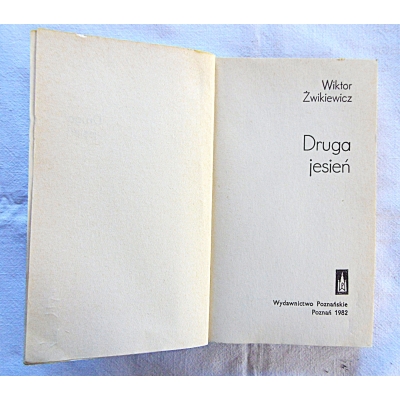 Wiktor
Żwikiewicz
Druga
jesień
Wydawnictwo Poznańskie
Poznań 1982